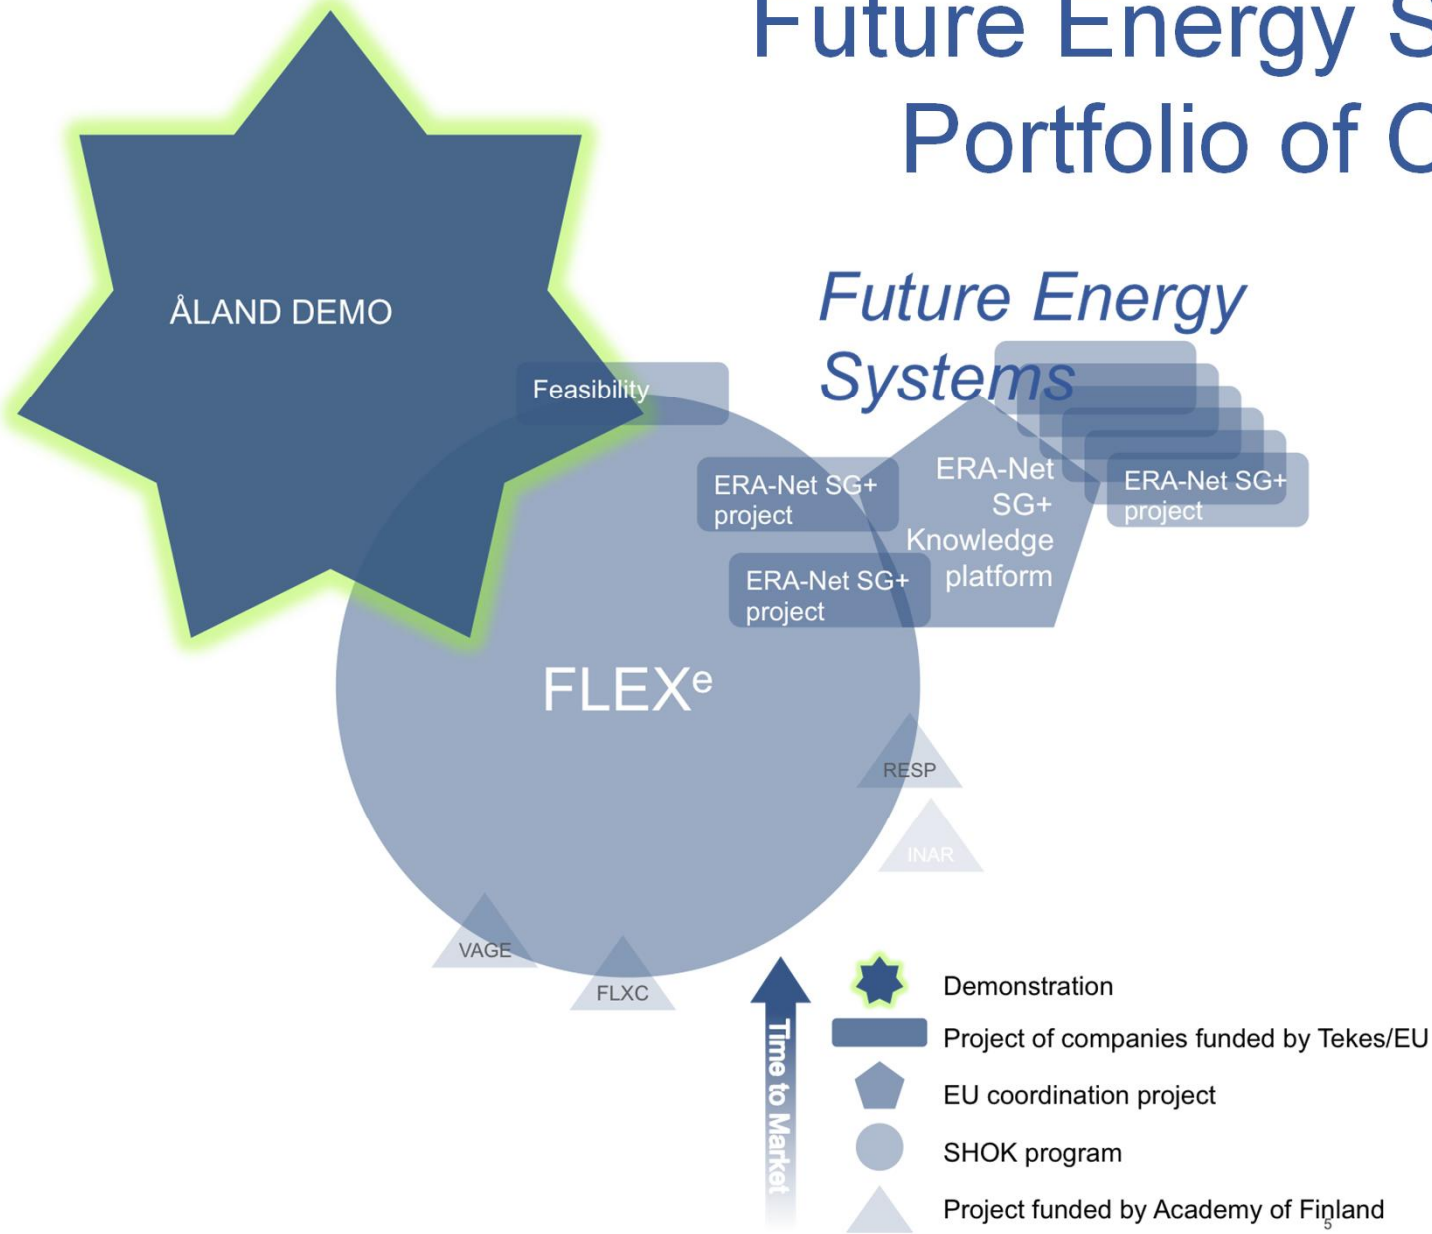 Future Energy S
Portfolio of C
ÅLAND DEMO
Future Energy
Systems
Feasibility
ERA-Net SG+
project
ERA-Net
SG+
Knowledge
platform
ERA-Net SG+
project
ERA-Net SG+
project
FLEXe
RESP
INAR
VAGE
FLXC
Time to Market
Demonstration
Project of companies funded by Tekes/EU
EU coordination project
SHOK program
Project funded by Academy of Finland
5